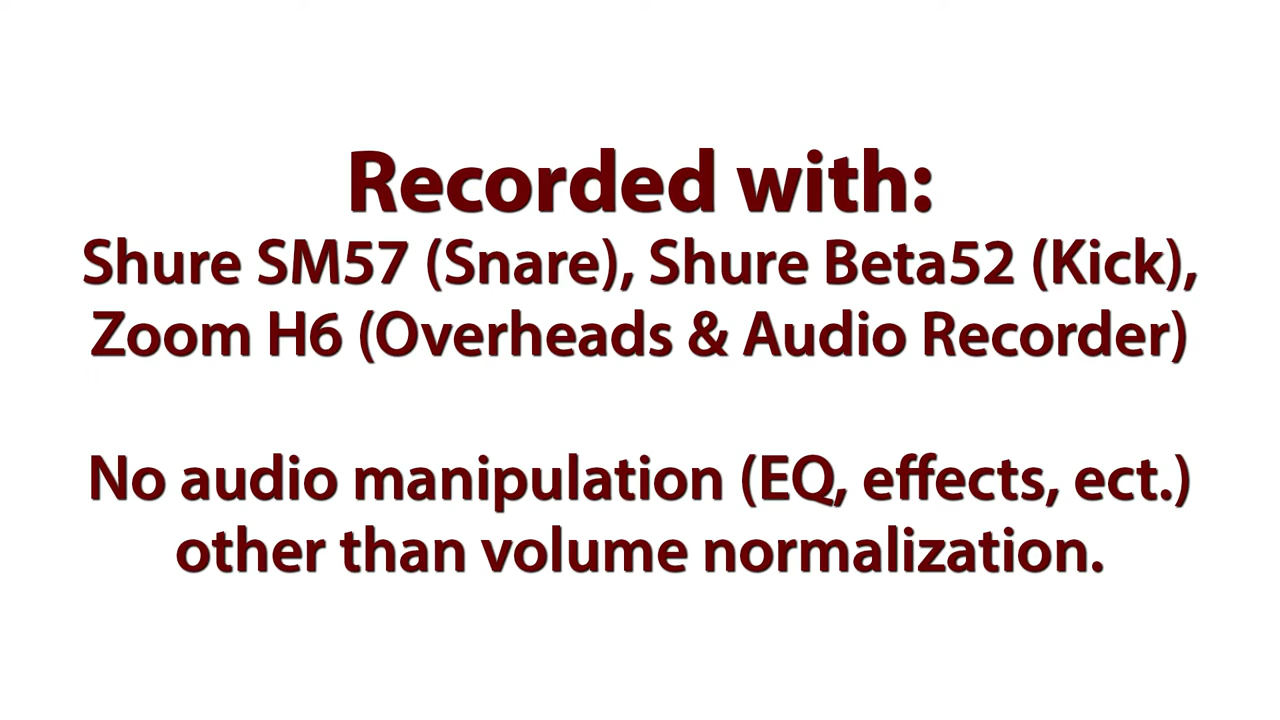 Recorded with:
Shure SM57 (Snare), Shure Beta52 (Kick),
Zoom H6 (Overheads & Audio Recorder)
No audio manipulation (EQ, effects, ect.)
other than volume normalization.